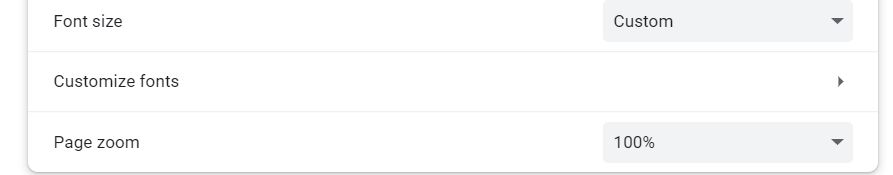 Font size Custom
Customize fonts
Page zoom 100%